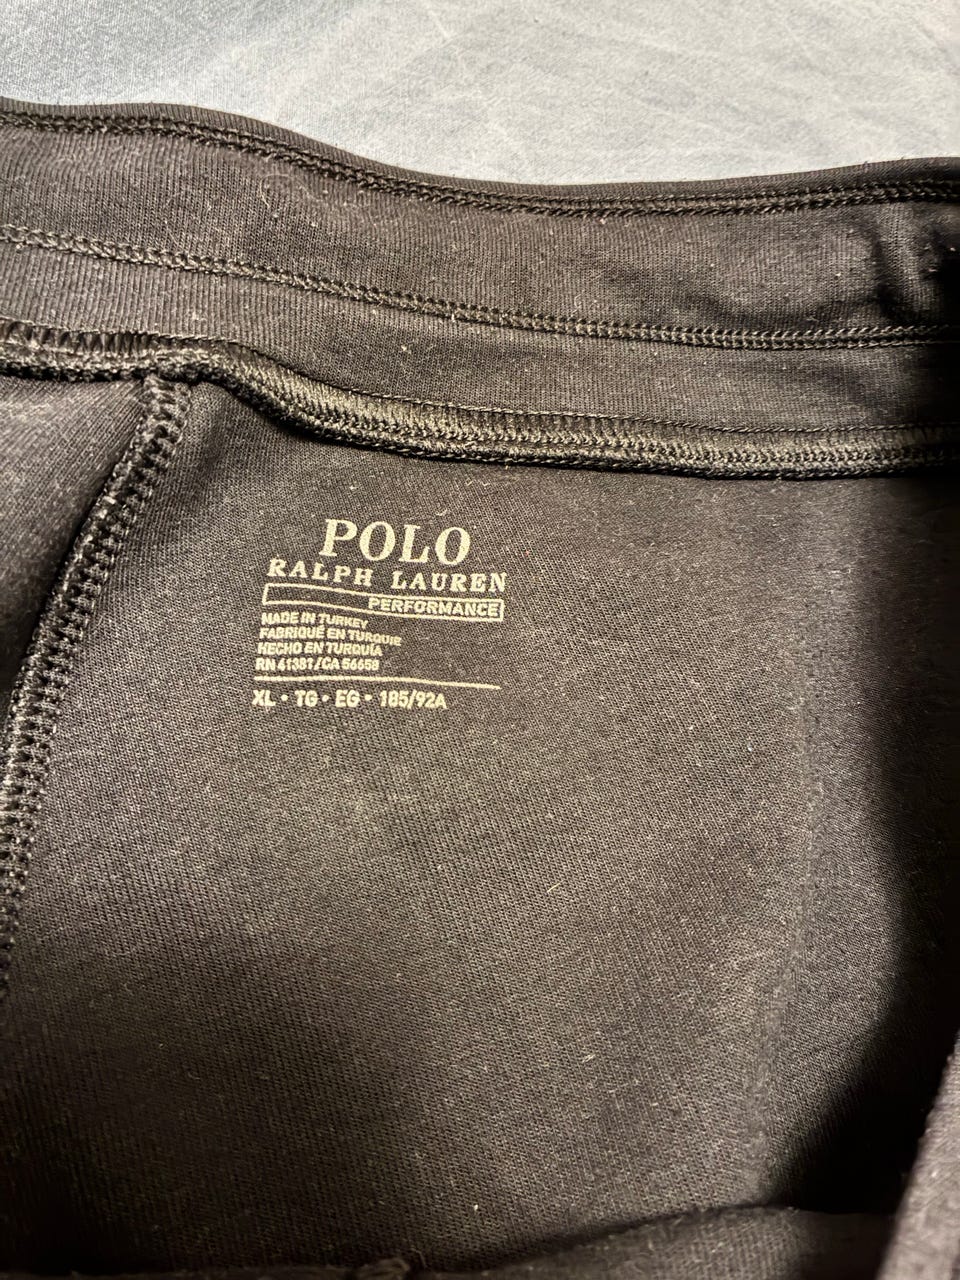 POLO
RALPH LAUREN
PERFORMANCE
MADE IN TURKEY
FABRIQUÉ EN TURQUIE
HECHO EN TURQUÍA
RN 41381/CA 56658
XL • TG • EG • 185/92A